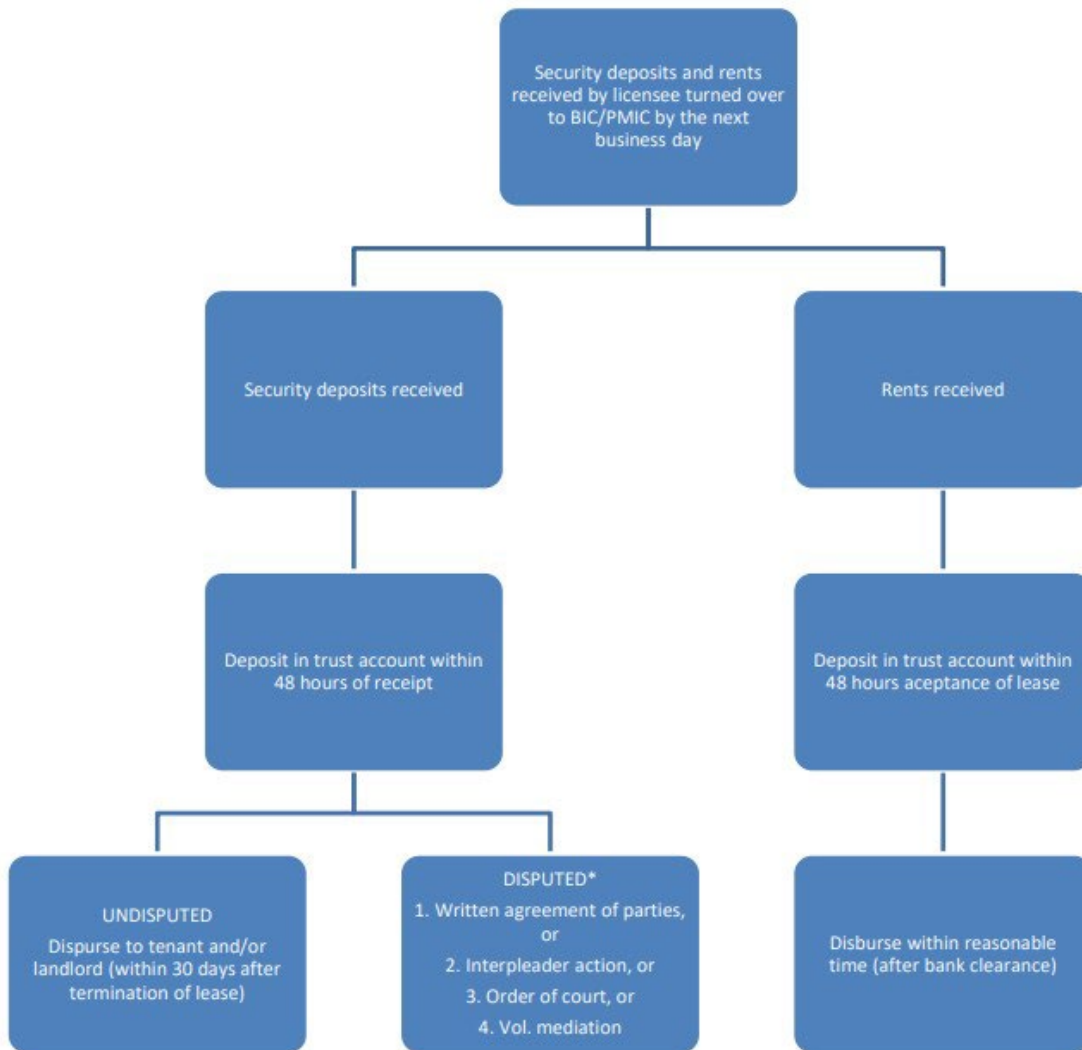 Security deposits and rents
received by licensee turned over
to BIC/PMIC by the next
business day
Security deposits received
Rents received
Deposit in trust account within
48 hours of receipt
Deposit in trust account within
48 hours aceptance of lease
UNDISPUTED
Dispurse to tenant and/or
landlord (within 30 days after
termination of lease)
DISPUTED*
1. Written agreement of parties,
or
2. Interpleader action, or
3. Order of court, or
4. Vol. mediation
Disburse within reasonable
time (after bank clearance)